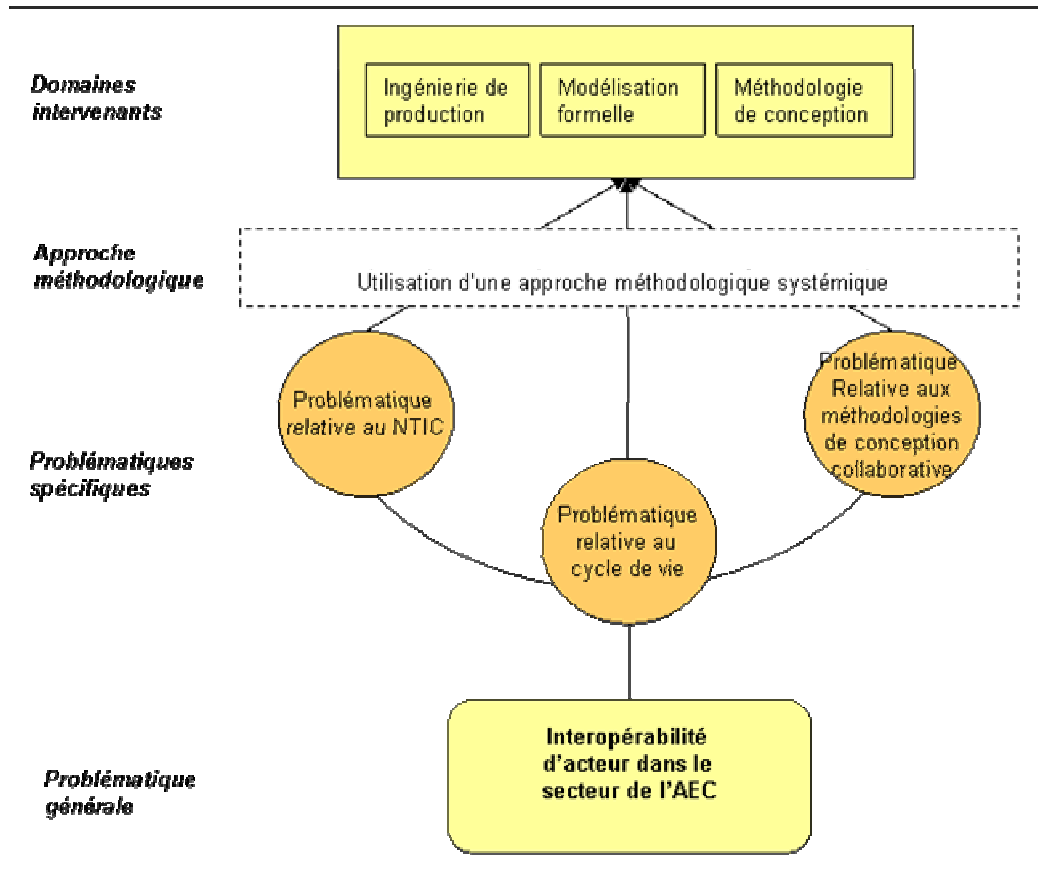 Domaines
intervenants
Ingénierie de
production
Modélisation
formelle
Méthodologie
de conception
Approche
méthodologique
Utilisation d'une approche méthodologique systémique
Problématiques
spécifiques
Problématique
relative au NTIC
Problématique
relative au
cycle de vie
Problématique
Relative aux
méthodologies
de conception
collaborative
Problématique
générale
Interopérabilité
d'acteur dans le
secteur de l'AEC